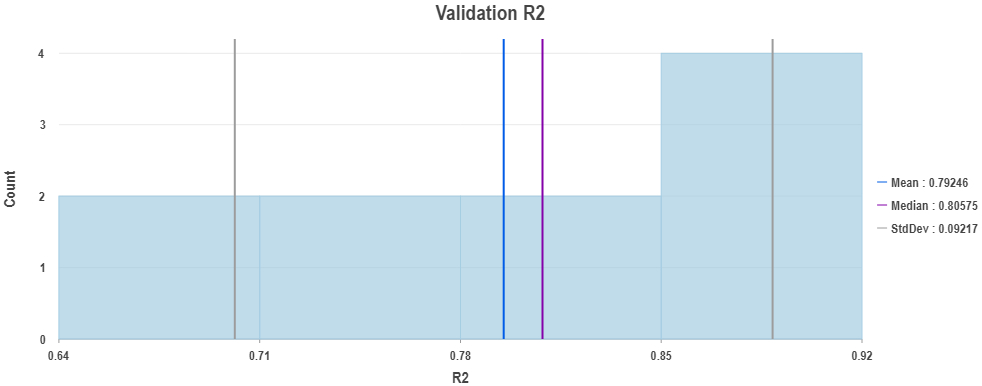 Validation R2
Count
4
3
2
1
0
0.64 0.71 0.78 0.85 0.92
R2
Mean : 0.79246
Median : 0.80575
StdDev : 0.09217